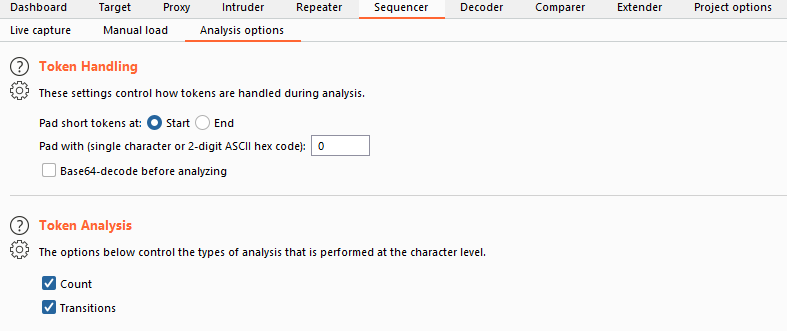 Dashboard Target Proxy Intruder Repeater Sequencer Decoder Comparer Extender Project options
Live capture Manual load Analysis options
? Token Handling
These settings control how tokens are handled during analysis.
Pad short tokens at: Start End
Pad with (single character or 2-digit ASCII hex code): 0
Base64-decode before analyzing
? Token Analysis
The options below control the types of analysis that is performed at the character level.
Count
Transitions